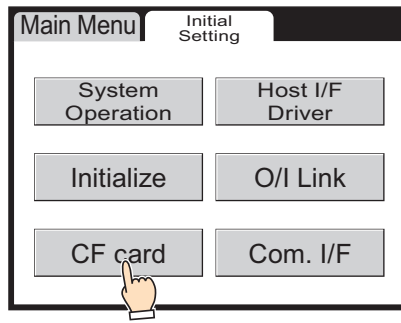 Main Menu
Initial
Setting
System
Operation
Host I/F
Driver
Initialize
O/I Link
CF card
Com. I/F